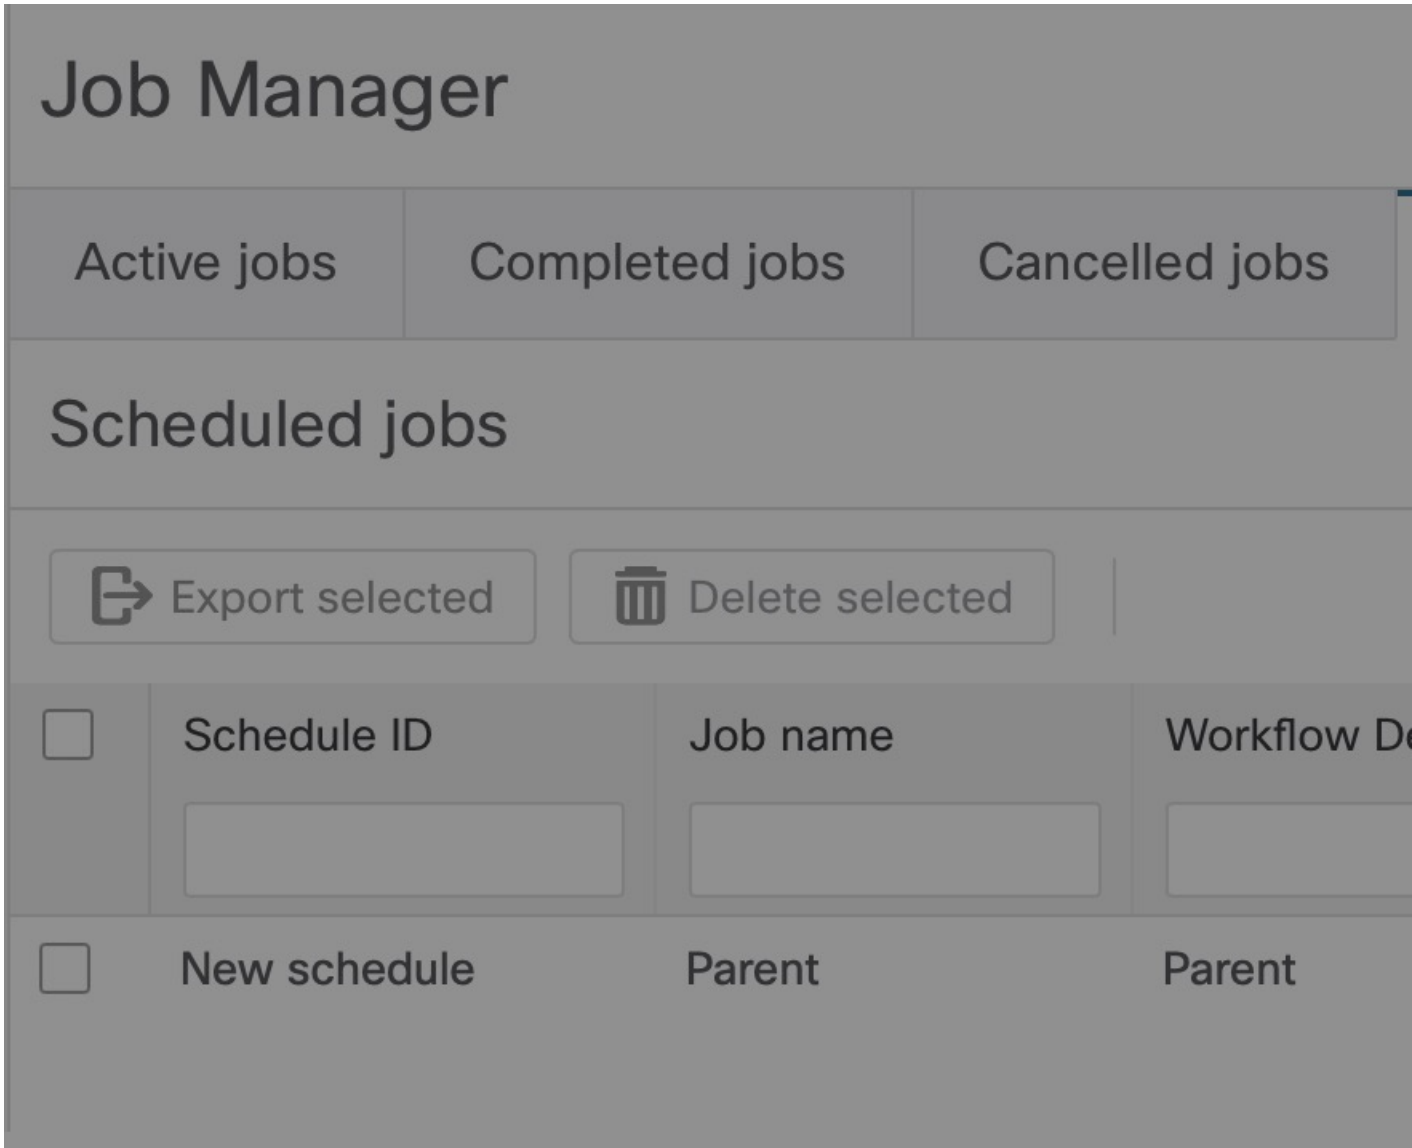 Job Manager
Active jobs Completed jobs Cancelled jobs
Scheduled jobs
Export selected Delete selected
Schedule ID Job name Workflow
New schedule Parent Parent